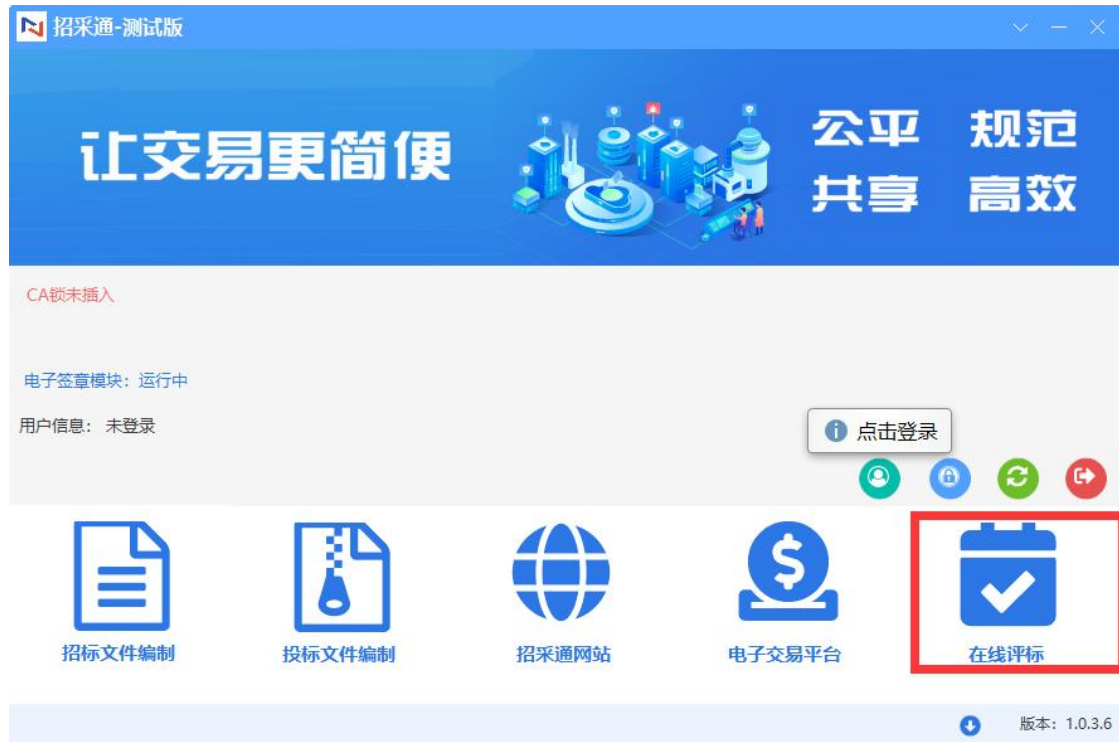 招采通-测试版
让交易更简便
公平 规范
共享 高效
CA锁未插入
电子签章模块：运行中
用户信息： 未登录
点击登录
招标文件编制
投标文件编制
招采通网站
电子交易平台
在线评标
版本：1.0.3.6